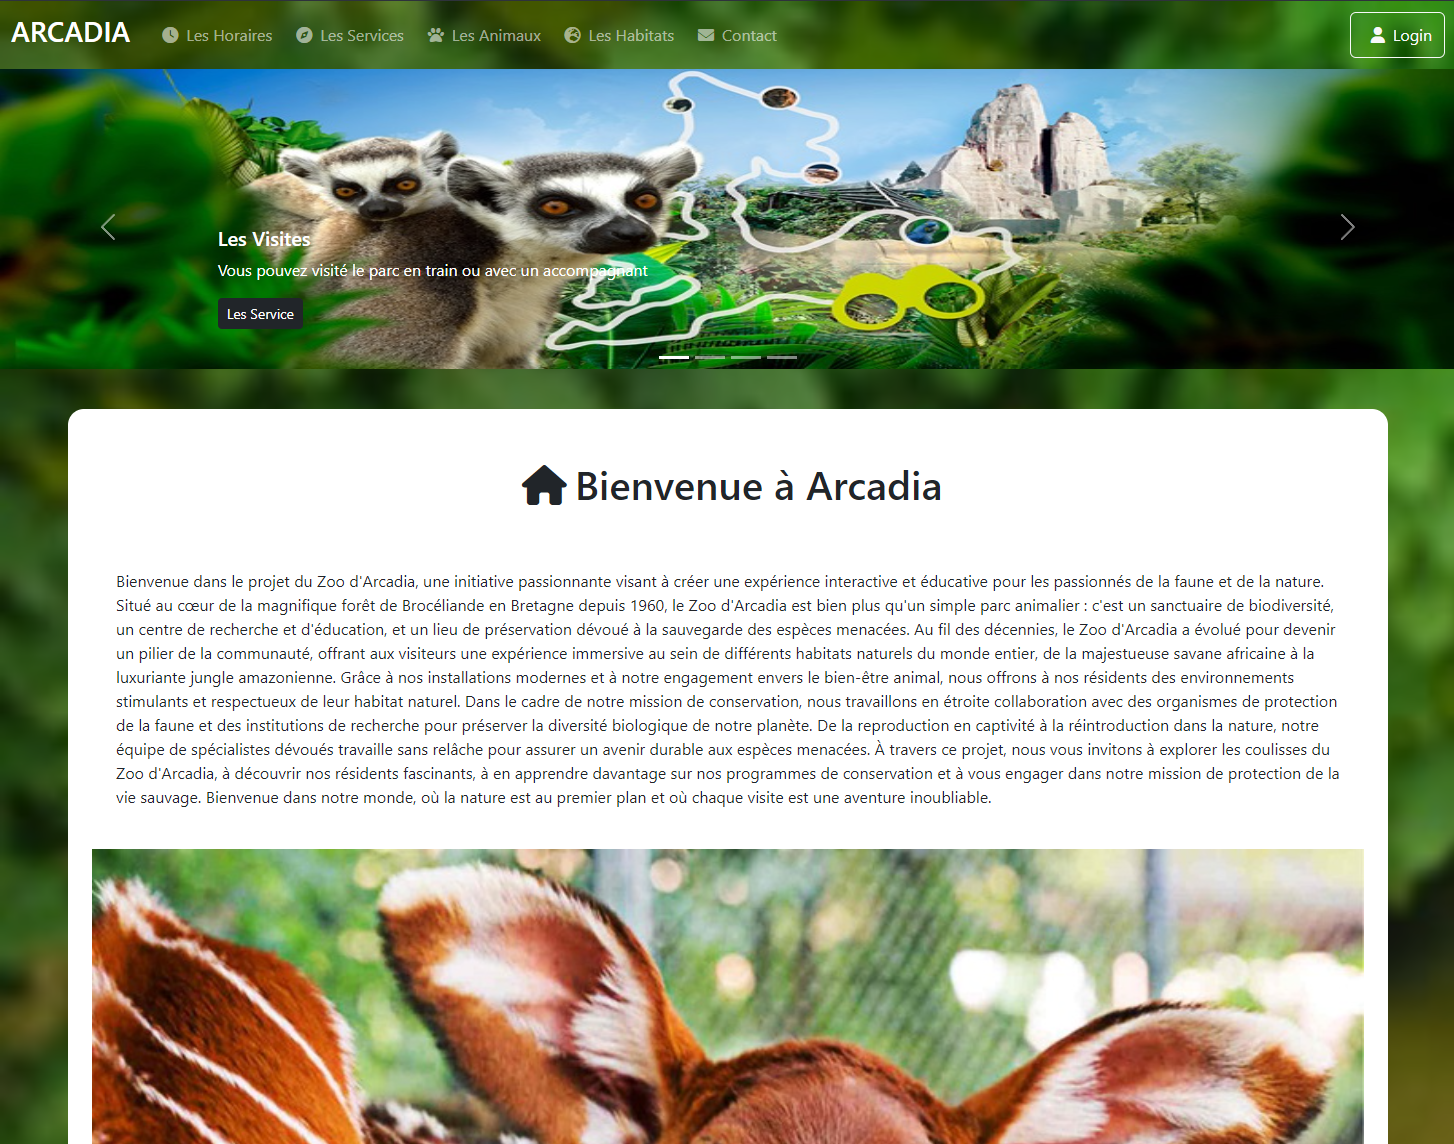 ARCADIA
Les Horaires
Les Services
Les Animaux
Les Habitats
Contact
Login
Les Visites
Vous pouvez visité le parc en train ou avec un accompagnant
Les Service
Bienvenue à Arcadia
Bienvenue dans le projet du Zoo d'Arcadia, une initiative passionnante visant à créer une expérience interactive et éducative pour les passionnés de la faune et de la nature.
Situé au cœur de la magnifique forêt de Brocéliande en Bretagne depuis 1960, le Zoo d'Arcadia est bien plus qu'un simple parc animalier : c'est un sanctuaire de biodiversité,
un centre de recherche et d'éducation, et un lieu de préservation dévoué à la sauvegarde des espèces menacées. Au fil des décennies, le Zoo d'Arcadia a évolué pour devenir
un pilier de la communauté, offrant aux visiteurs une expérience immersive au sein de différents habitats naturels du monde entier, de la majestueuse savane africaine à la
luxuriante jungle amazonienne. Grâce à nos installations modernes et à notre engagement envers le bien-être animal, nous offrons à nos résidents des environnements
stimulants et respectueux de leur habitat naturel. Dans le cadre de notre mission de conservation, nous travaillons en étroite collaboration avec des organismes de protection
de la faune et des institutions de recherche pour préserver la diversité biologique de notre planète. De la reproduction en captivité à la réintroduction dans la nature, notre
équipe de spécialistes dévoués travaille sans relâche pour assurer un avenir durable aux espèces menacées. À travers ce projet, nous vous invitons à explorer les coulisses du
Zoo d'Arcadia, à découvrir nos résidents fascinants, à en apprendre davantage sur nos programmes de conservation et à vous engager dans notre mission de protection de la
vie sauvage. Bienvenue dans notre monde, où la nature est au premier plan et où chaque visite est une aventure inoubliable.